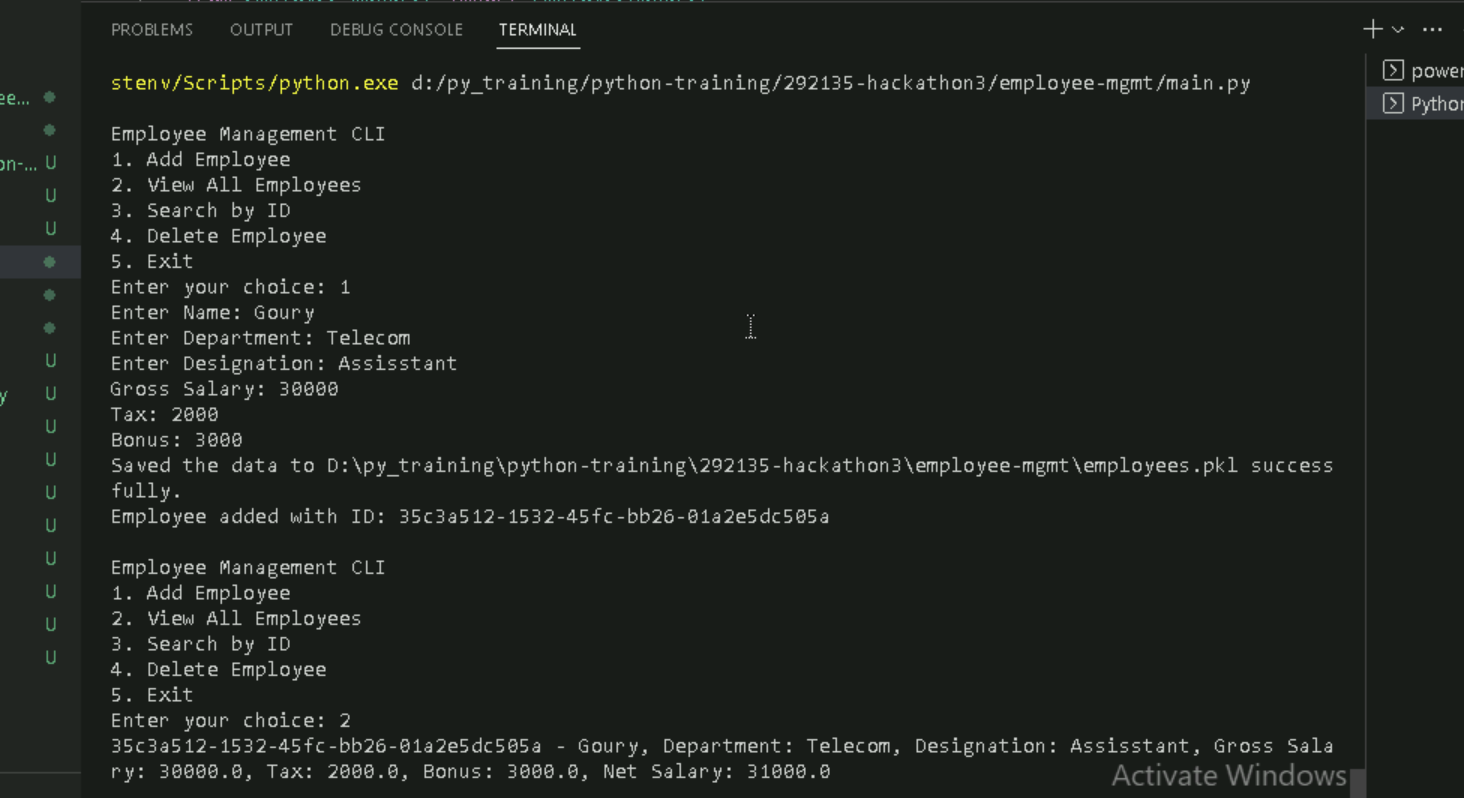 PROBLEMS OUTPUT DEBUG CONSOLE TERMINAL
stenv/Scripts/python.exe d:/py_training/python-training/292135-hackathon3/employee-mgmt/main.py
Employee Management CLI
1. Add Employee
2. View All Employees
3. Search by ID
4. Delete Employee
5. Exit
Enter your choice: 1
Enter Name: Goury
Enter Department: Telecom
Enter Designation: Assisstant
Gross Salary: 30000
Tax: 2000
Bonus: 3000
Saved the data to D:\py_training\python-training\292135-hackathon3\employee-mgmt\employees.pkl success
fully.
Employee added with ID: 35c3a512-1532-45fc-bb26-01a2e5dc505a
Employee Management CLI
1. Add Employee
2. View All Employees
3. Search by ID
4. Delete Employee
5. Exit
Enter your choice: 2
35c3a512-1532-45fc-bb26-01a2e5dc505a - Goury, Department: Telecom, Designation: Assisstant, Gross Sala
ry: 30000.0, Tax: 2000.0, Bonus: 3000.0, Net Salary: 31000.0
Activate Windows
power
Python
ee...
on-... U
U
U
U
y U
U
U
U
U
U
U
U
U